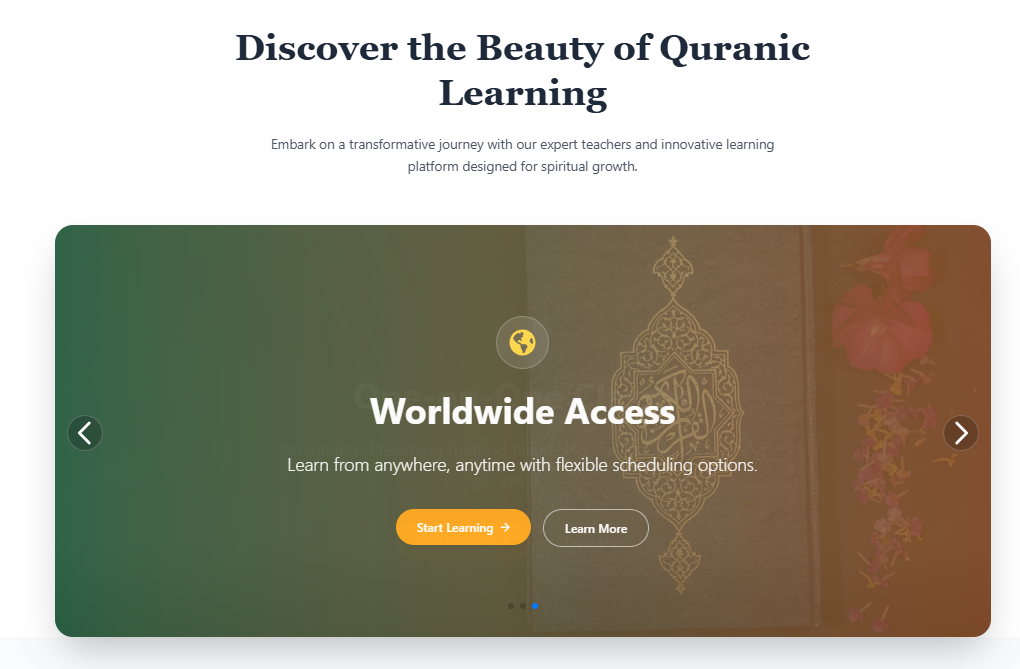 Discover the Beauty of Quranic
Learning
Embark on a transformative journey with our expert teachers and innovative learning
platform designed for spiritual growth.
Worldwide Access
Learn from anywhere, anytime with flexible scheduling options.
Start Learning →
Learn More